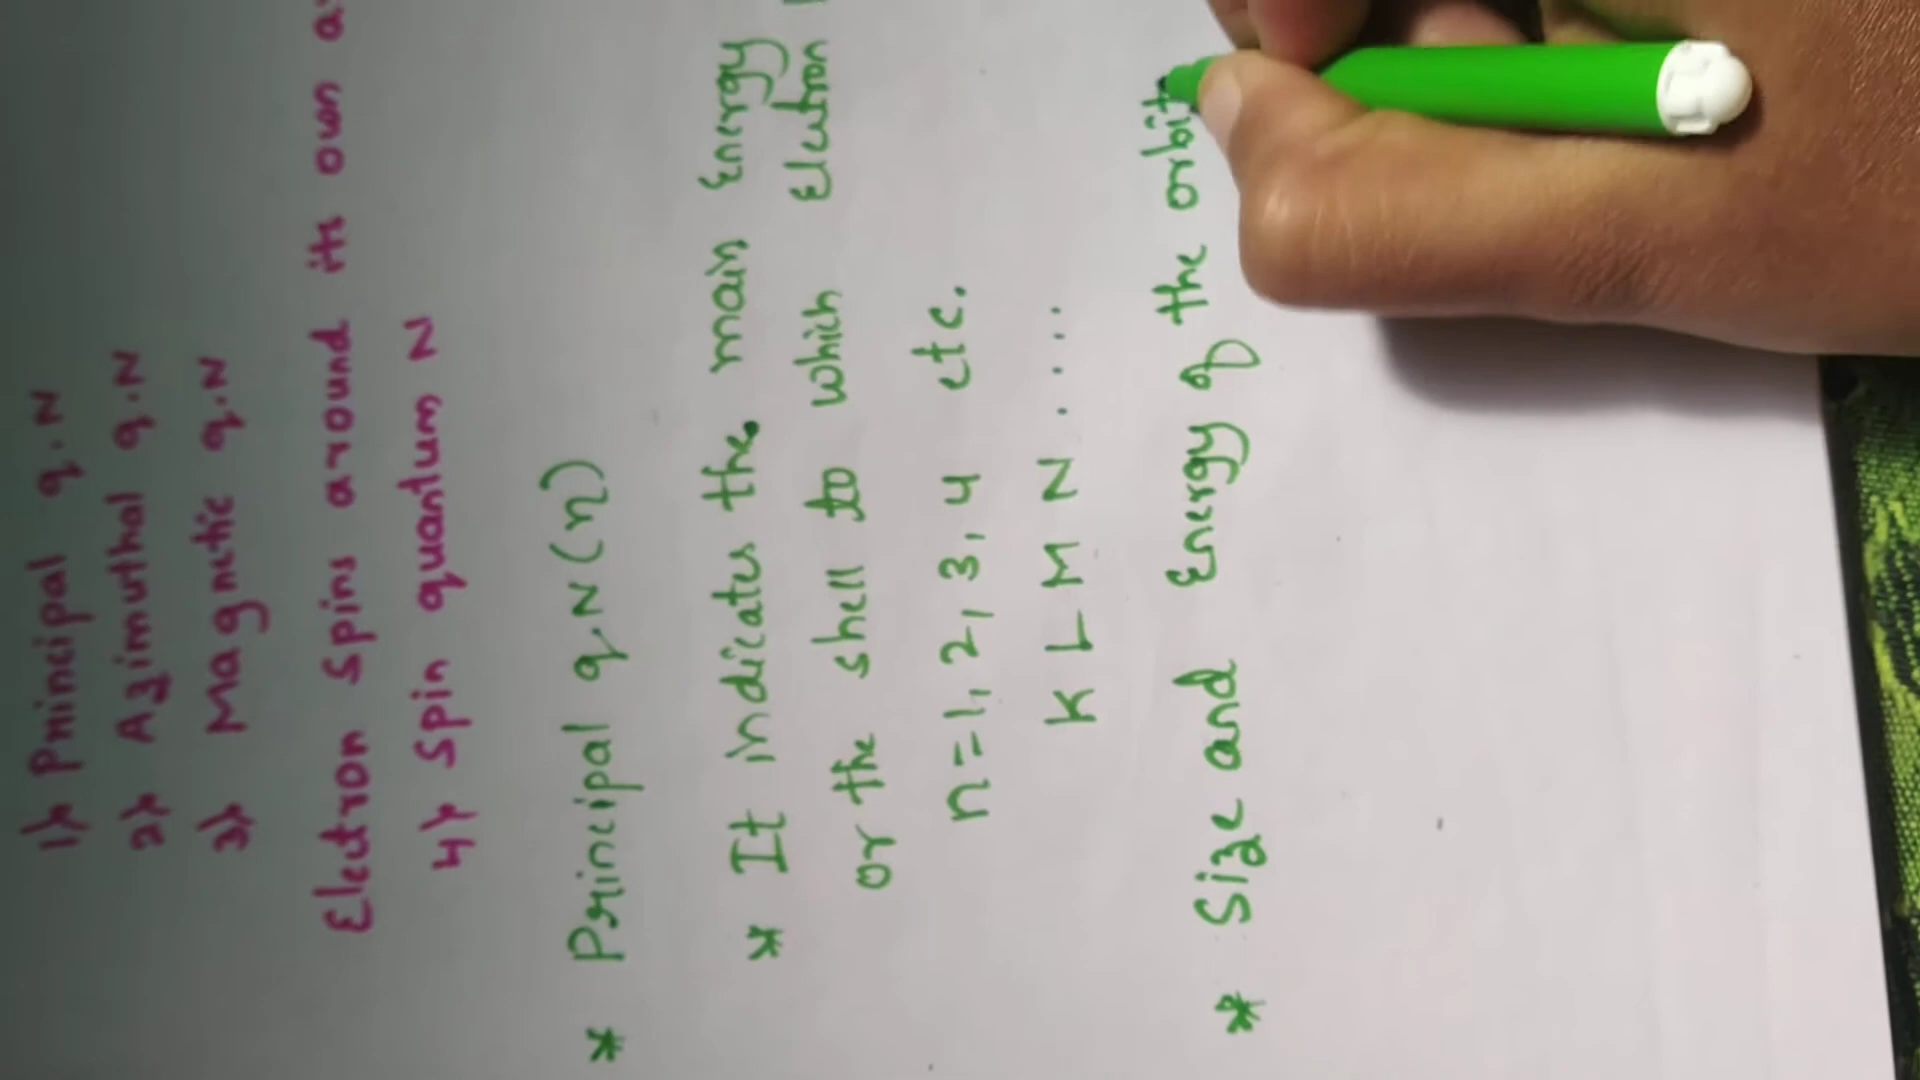 1) Principal q.N
2) Azimuthal q.N
3) Magnetic q.N
Electron spins around its own
4) spin quantum N
* Principal q.N (n)
* It indicates the main Energy
or the shell to which Electron
n=1, 2, 3, 4 etc.
K L M N....
* Size and Energy of the orbit